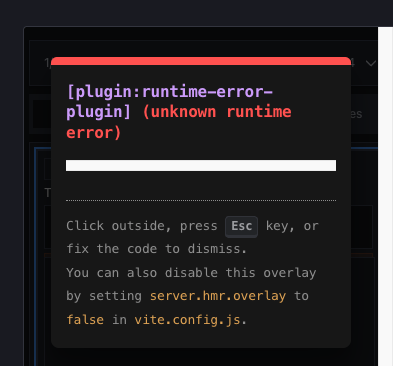 [plugin:runtime-error-
plugin] (unknown runtime
error)
Click outside, press Esc key, or
fix the code to dismiss.
You can also disable this overlay
by setting server.hmr.overlay to
false in vite.config.js.